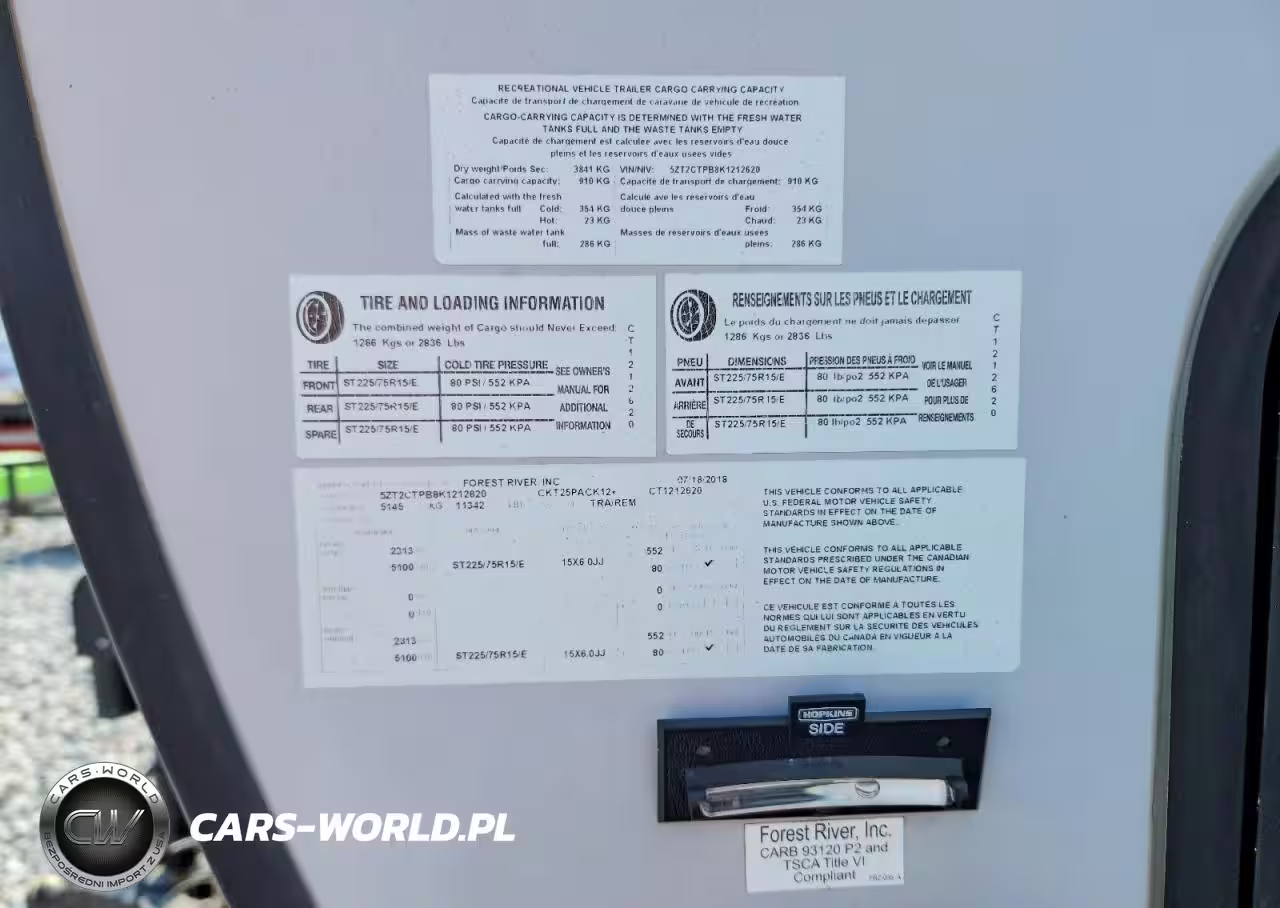 RECREATIONAL VEHICLE TRAILER CARGO CARRYING CAPACITY
Capacite de transport de chargement de caravane de vehicule de recreation
CARGO-CARRYING CAPACITY IS DETERMINED WITH THE FRESH WATER
TANKS FULL AND THE WASTE TANKS EMPTY
Capacite de chargement est calculee avec les reservoirs d'eau douce
pleins et les reservoirs d'eaux usees vides
Dry weight/Poids Sec: 3841 KG VIN/NIV: 5ZT2CTPB8K1212620
Cargo carrying capacity: 910 KG Capacite de transport de chargement: 910 KG
Calculated with the fresh Calcule ave les reservoirs d'eau
water tanks full Cold: 354 KG douce pleins Froid: 354 KG
Hot: 23 KG Chaud: 23 KG
Mass of waste water tank Masses de reservoirs d'eaux usees
full: 286 KG pleins: 286 KG
TIRE AND LOADING INFORMATION
The combined weight of Cargo should Never Exceed:
1286 Kgs or 2836 Lbs
TIRE SIZE COLD TIRE PRESSURE SEE OWNER'S
FRONT ST225/75R15/E 80 PSI / 552 KPA MANUAL FOR
REAR ST225/75R15/E 80 PSI / 552 KPA ADDITIONAL
SPARE ST225/75R15/E 80 PSI / 552 KPA INFORMATION
CT1212620
RENSEIGNEMENTS SUR LES PNEUS ET LE CHARGEMENT
Le poids du chargement ne doit jamais depasser
1286 Kgs or 2836 Lbs
PNEU DIMENSIONS PRESSION DES PNEUS À FROID VOIR LE MANUEL
AVANT ST225/75R15/E 80 lb/po2 552 KPA DE L'USAGER
ARRIÈRE ST225/75R15/E 80 lb/po2 552 KPA POUR PLUS DE
DE SECOURS ST225/75R15/E 80 lb/po2 552 KPA RENSEIGNEMENTS
CT1212620
FOREST RIVER, INC. 07/18/2018
5ZT2CTPB8K1212620 CKT25PACK12+ CT1212620
5145 KG 11342 TRA/REM
2313 552
5100 ST225/75R15/E 15X6.0JJ 80 ✓
0 0
0 0
2313 552
5100 ST225/75R15/E 15X6.0JJ 80 ✓
THIS VEHICLE CONFORMS TO ALL APPLICABLE
U.S. FEDERAL MOTOR VEHICLE SAFETY
STANDARDS IN EFFECT ON THE DATE OF
MANUFACTURE SHOWN ABOVE.
THIS VEHICLE CONFORMS TO ALL APPLICABLE
STANDARDS PRESCRIBED UNDER THE CANADIAN
MOTOR VEHICLE SAFETY REGULATIONS IN
EFFECT ON THE DATE OF MANUFACTURE.
CE VEHICULE EST CONFORME A TOUTES LES
NORMES QUI LUI SONT APPLICABLES EN VERTU
DU REGLEMENT SUR LA SECURITE DES VEHICULES
AUTOMOBILES DU CANADA EN VIGUEUR A LA
DATE DE SA FABRICATION.
HOPKINS
SIDE
Forest River, Inc.
CARB 93120 P2 and
TSCA Title VI
Compliant
CARS-WORLD
CW
BEZPOŚREDNI IMPORT Z USA
CARS-WORLD.PL